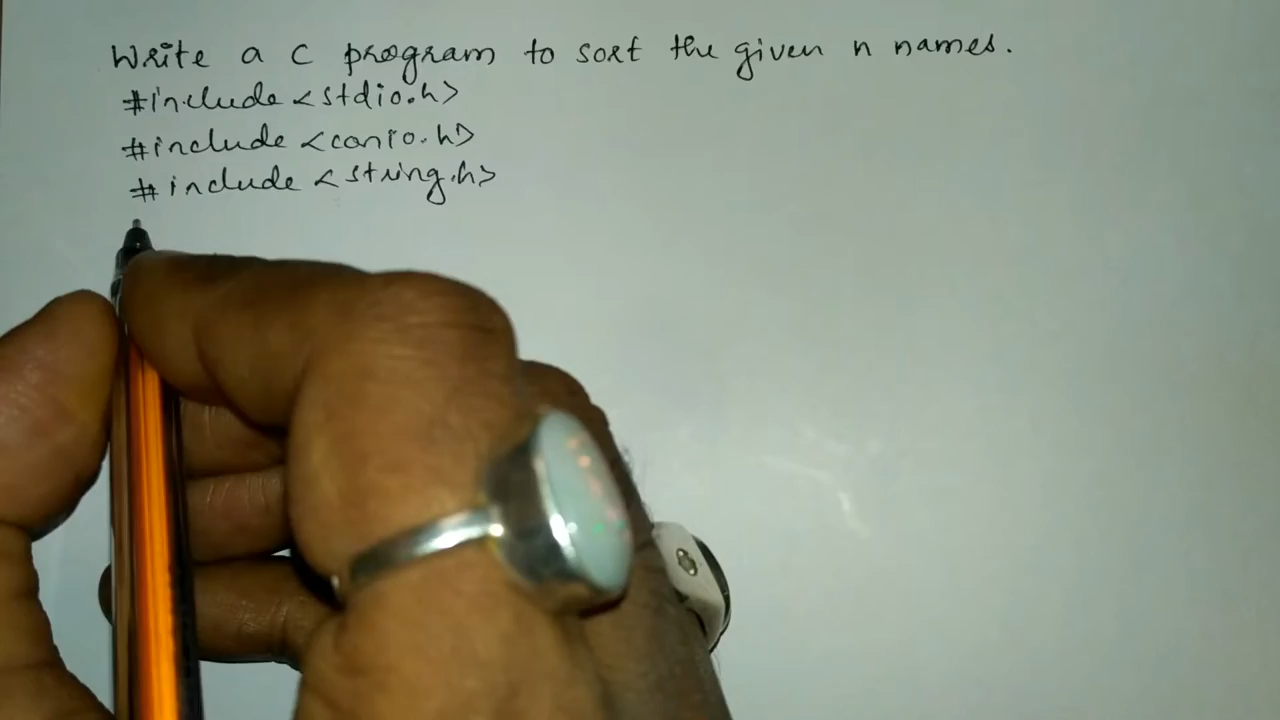 Write a C program to sort the given n names.
#include <stdio.h>
#include <conio.h>
#include <string.h>